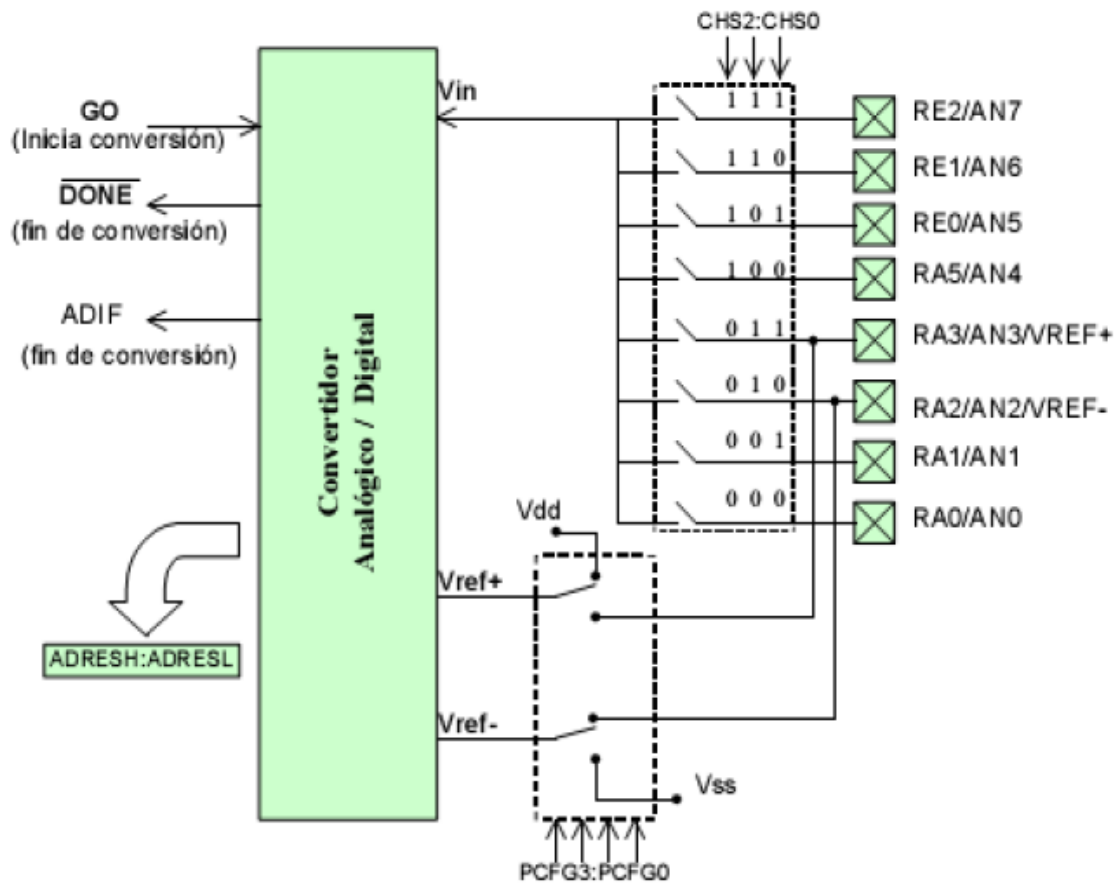 CHS2:CHS0
GO
(Inicia conversión)
DONE
(fin de conversión)
ADIF
(fin de conversión)
ADRESH:ADRESL
Convertidor
Analógico / Digital
Vin
Vref+
Vref-
Vdd
Vss
PCFG3:PCFG0
1 1 1
RE2/AN7
1 1 0
RE1/AN6
1 0 1
RE0/AN5
1 0 0
RA5/AN4
0 1 1
RA3/AN3/VREF+
0 1 0
RA2/AN2/VREF-
0 0 1
RA1/AN1
0 0 0
RA0/AN0